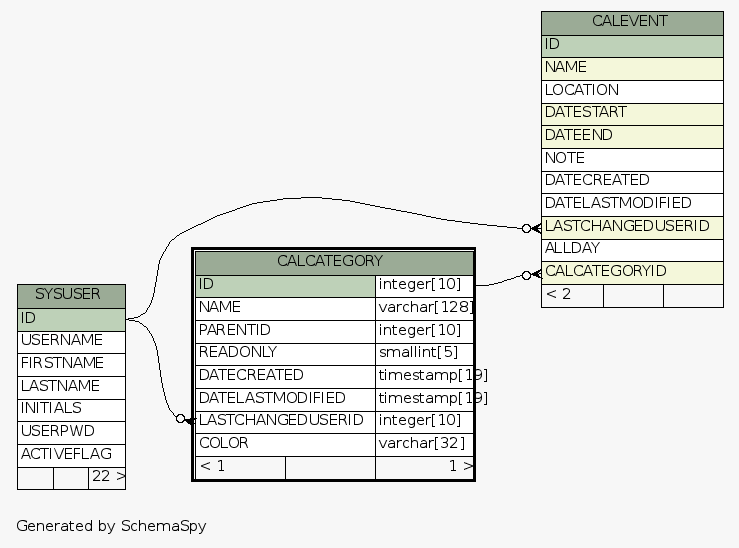 CALEVENT
ID
NAME
LOCATION
DATESTART
DATEEND
NOTE
DATECREATED
DATELASTMODIFIED
LASTCHANGEDUSERID
ALLDAY
CALCATEGORYID
< 2
CALCATEGORY
ID integer[10]
NAME varchar[128]
PARENTID integer[10]
READONLY smallint[5]
DATECREATED timestamp[19]
DATELASTMODIFIED timestamp[19]
LASTCHANGEDUSERID integer[10]
COLOR varchar[32]
< 1 1 >
SYSUSER
ID
USERNAME
FIRSTNAME
LASTNAME
INITIALS
USERPWD
ACTIVEFLAG
22 >
Generated by SchemaSpy